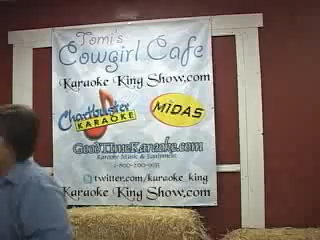 Tomi's
Cowgirl Cafe
Karaoke King Show.com
Chartbuster
KARAOKE
MIDAS
GoodTimeKaraoke.com
Karaoke Music & Equipment
twitter.com/karaoke_king
Karaoke King Show.com